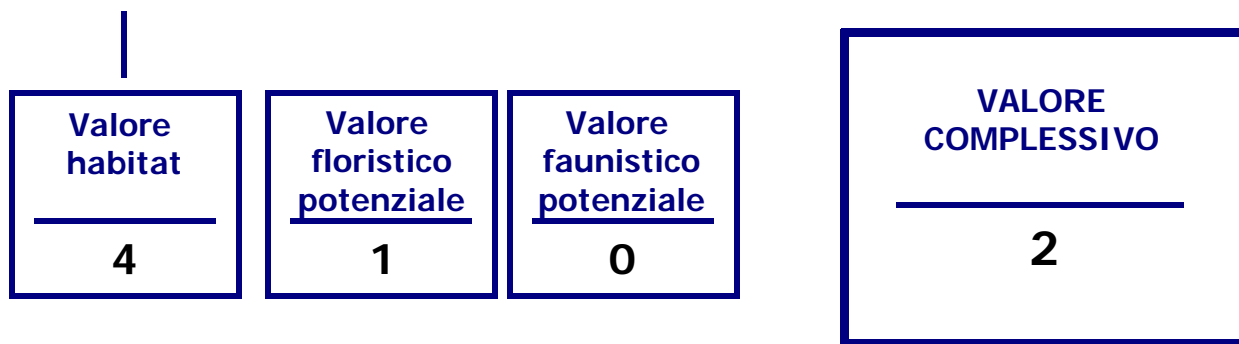 Valore
habitat
4
Valore
floristico
potenziale
1
Valore
faunistico
potenziale
0
VALORE
COMPLESSIVO
2